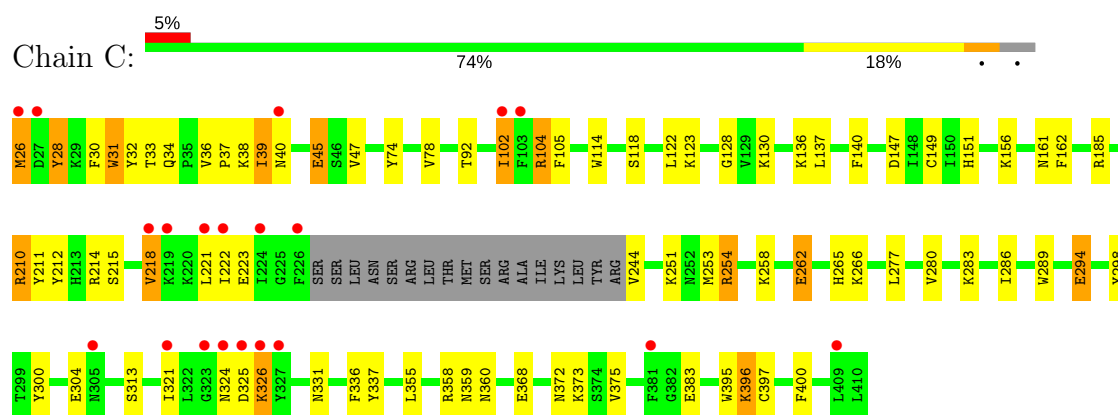 5%
Chain C:
74% 18% • •
M26 D27 Y28 K29 F30 W31 Y32 T33 Q34 P35 V36 P37 K38 I39 N40 E45 S46 V47 Y74 V78 T92 I102 F103 R104 F105 W114 S118 L122 K123 G128 V129 K130 K136 L137 F140 D147 I148 C149 I150 H151 K156 N161 F162 R185
R210 Y211 Y212 H213 R214 S215 V218 K219 K220 L221 I222 E223 I224 G225 F226 SER SER LEU ASN SER ARG LEU THR MET SER ARG ALA ILE LYS LEU TYR ARG V244 K251 N252 M253 R254 K258 E262 H265 K266 L277 V280 K283 I286 W289 E294 Y298
T299 Y300 E304 N305 S313 I321 L322 G323 N324 D325 K326 Y327 N331 F336 Y337 L355 R358 N359 N360 E368 N372 K373 S374 V375 F381 G382 E383 W395 K396 C397 F400 L409 L410